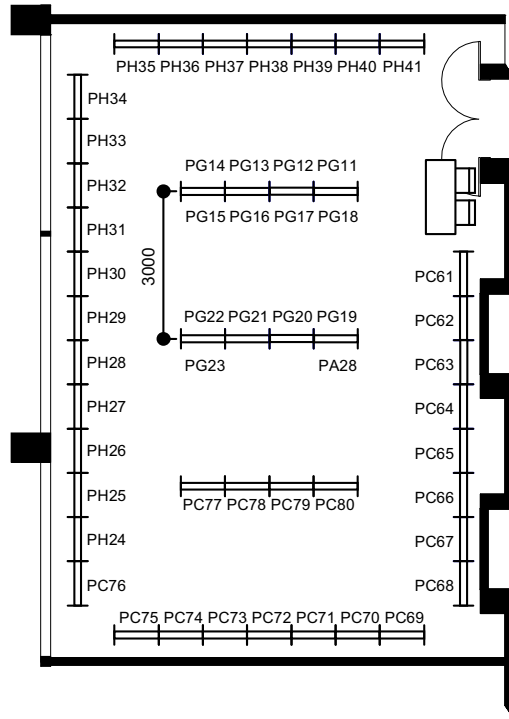 PH35 PH36 PH37 PH38 PH39 PH40 PH41
PH34
PH33
PH32
PH31
PH30
PH29
PH28
PH27
PH26
PH25
PH24
PC76
PG14 PG13 PG12 PG11
PG15 PG16 PG17 PG18
3000
PG22 PG21 PG20 PG19
PG23 PA28
PC77 PC78 PC79 PC80
PC61
PC62
PC63
PC64
PC65
PC66
PC67
PC68
PC75 PC74 PC73 PC72 PC71 PC70 PC69